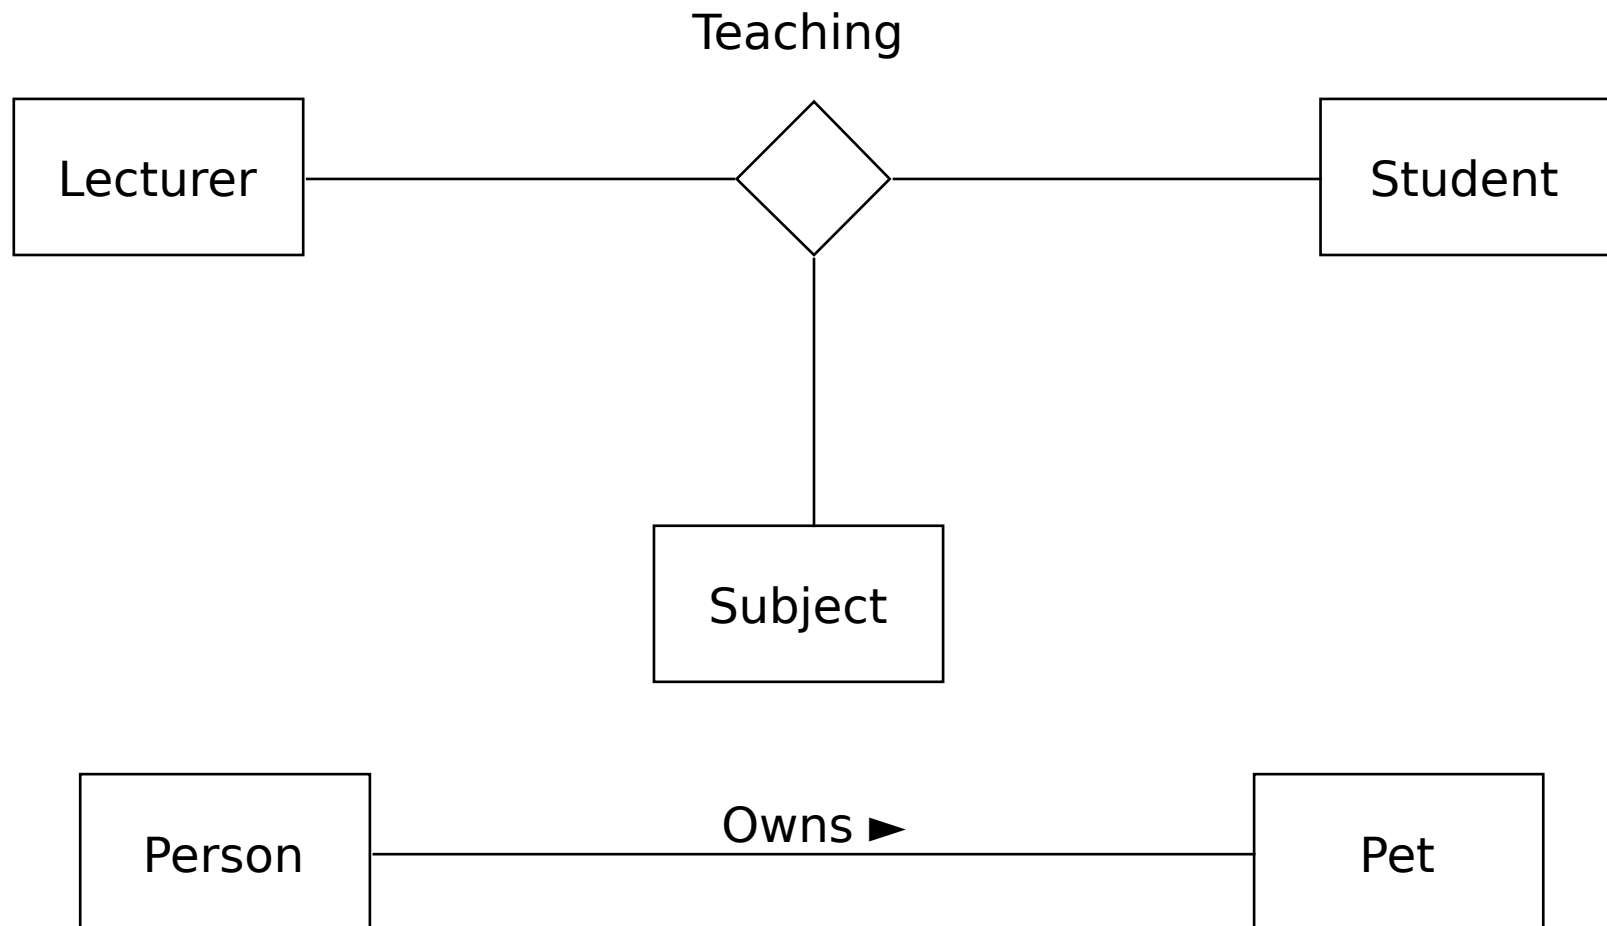 Teaching
Lecturer
Student
Subject
Owns ►
Person
Pet